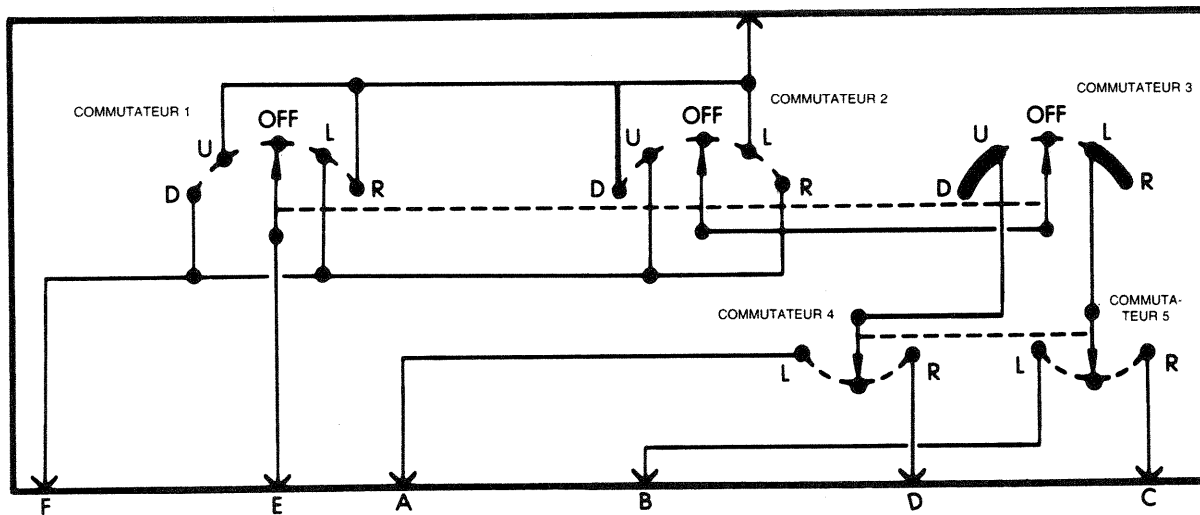 COMMUTATEUR 1
D
U
OFF
L
R
COMMUTATEUR 2
D
U
OFF
L
R
COMMUTATEUR 3
D
U
OFF
L
R
COMMUTATEUR 4
L
R
COMMUTA-
TEUR 5
L
R
F
E
A
B
D
C